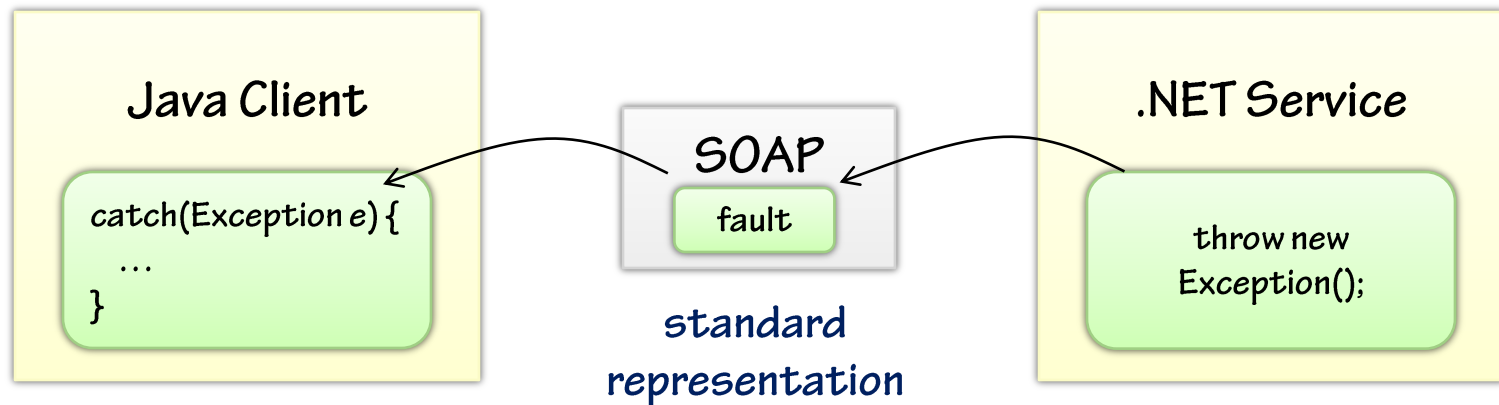 Java Client
catch(Exception e) {
...
}
SOAP
fault
standard
representation
.NET Service
throw new
Exception();